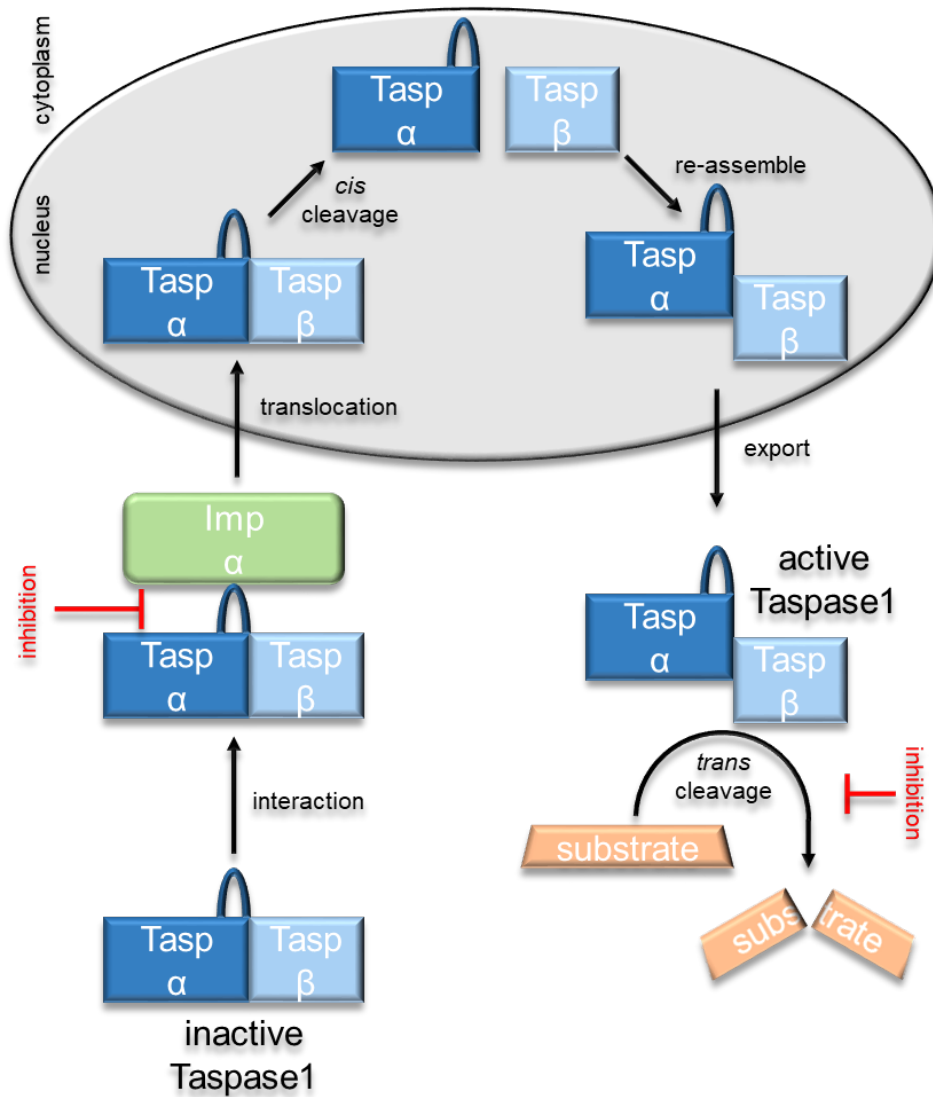 cytoplasm
nucleus
Tasp
α
Tasp
β
cis
cleavage
re-assemble
Tasp
α
Tasp
β
Tasp
α
Tasp
β
translocation
export
Imp
α
inhibition
Tasp
α
Tasp
β
interaction
Tasp
α
Tasp
β
inactive
Taspase1
active
Taspase1
Tasp
α
Tasp
β
trans
cleavage
inhibition
substrate
subs
trate